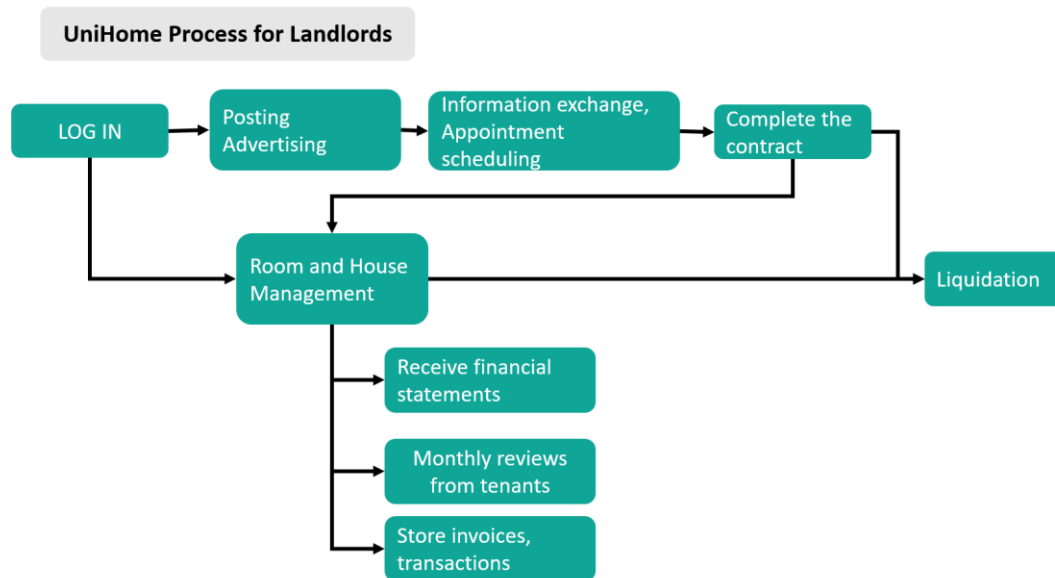 UniHome Process for Landlords
LOG IN
Posting
Advertising
Information exchange,
Appointment
scheduling
Complete the
contract
Room and House
Management
Liquidation
Receive financial
statements
Monthly reviews
from tenants
Store invoices,
transactions